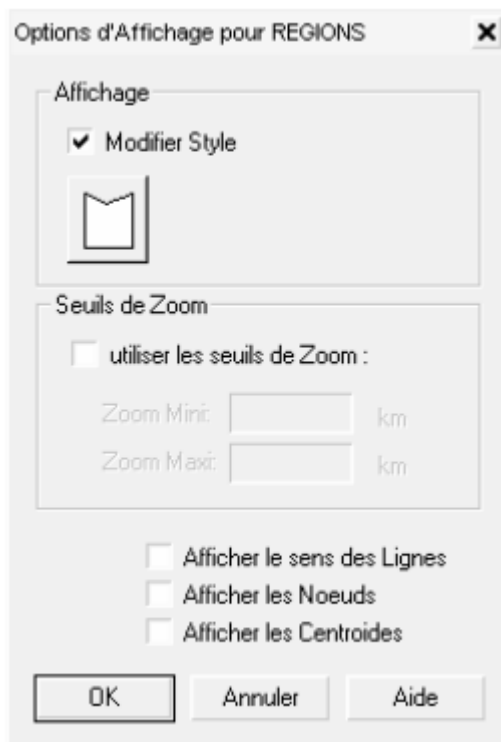 Options d'Affichage pour REGIONS
Affichage
Modifier Style
Seuils de Zoom
utiliser les seuils de Zoom :
Zoom Mini: km
Zoom Maxi: km
Afficher le sens des Lignes
Afficher les Noeuds
Afficher les Centroides
OK Annuler Aide